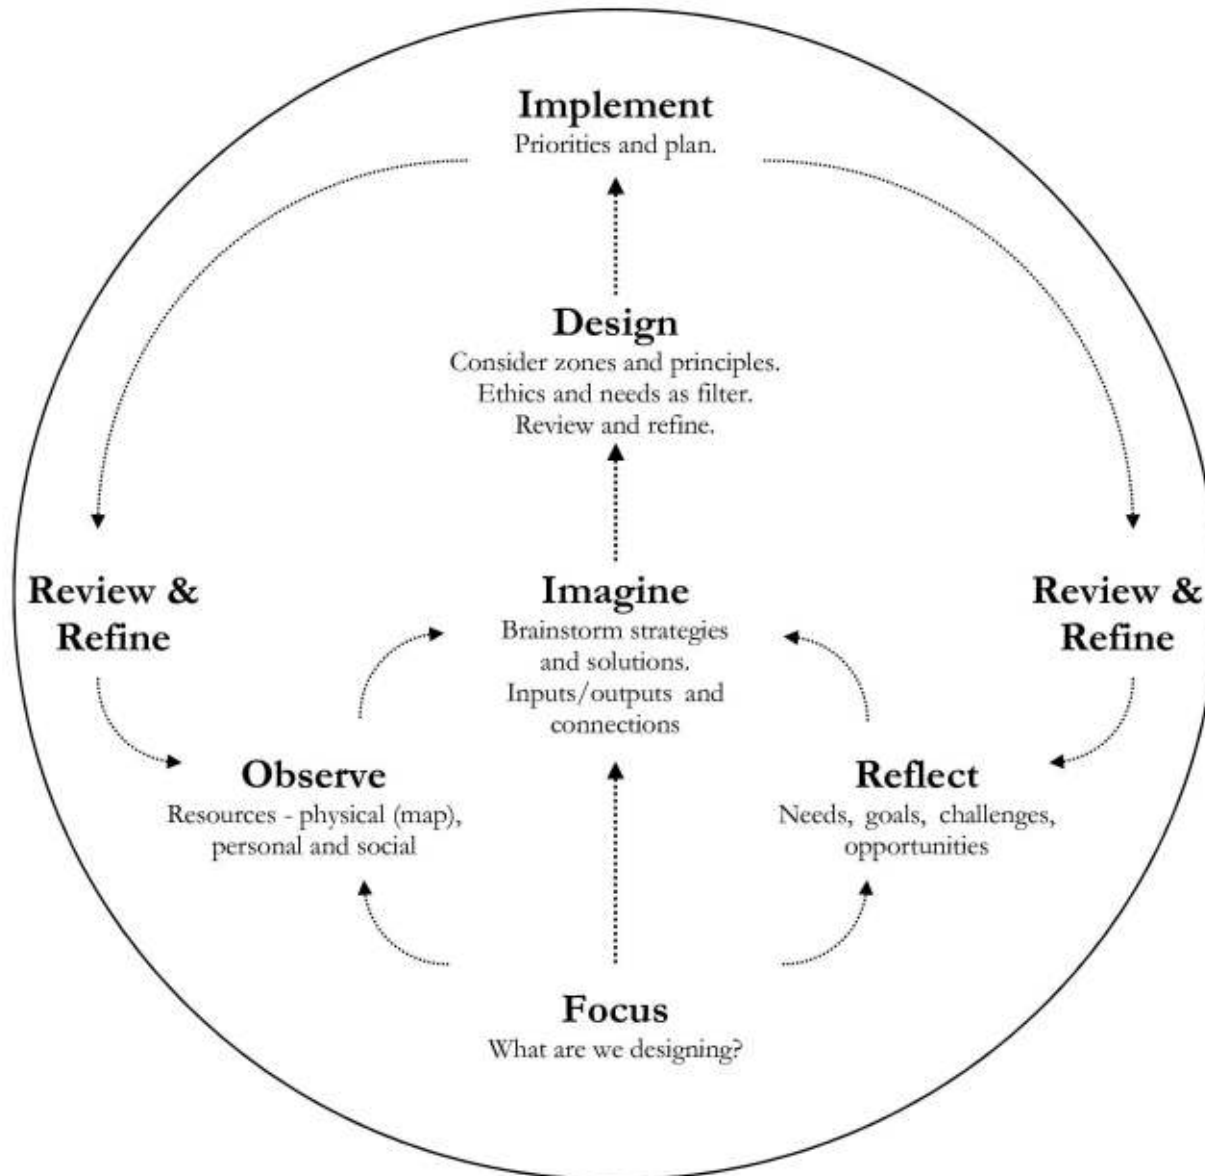 Implement
Priorities and plan.
Design
Consider zones and principles.
Ethics and needs as filter.
Review and refine.
Review &
Refine
Imagine
Brainstorm strategies
and solutions.
Inputs/outputs and
connections
Review &
Refine
Observe
Resources - physical (map),
personal and social
Reflect
Needs, goals, challenges,
opportunities
Focus
What are we designing?